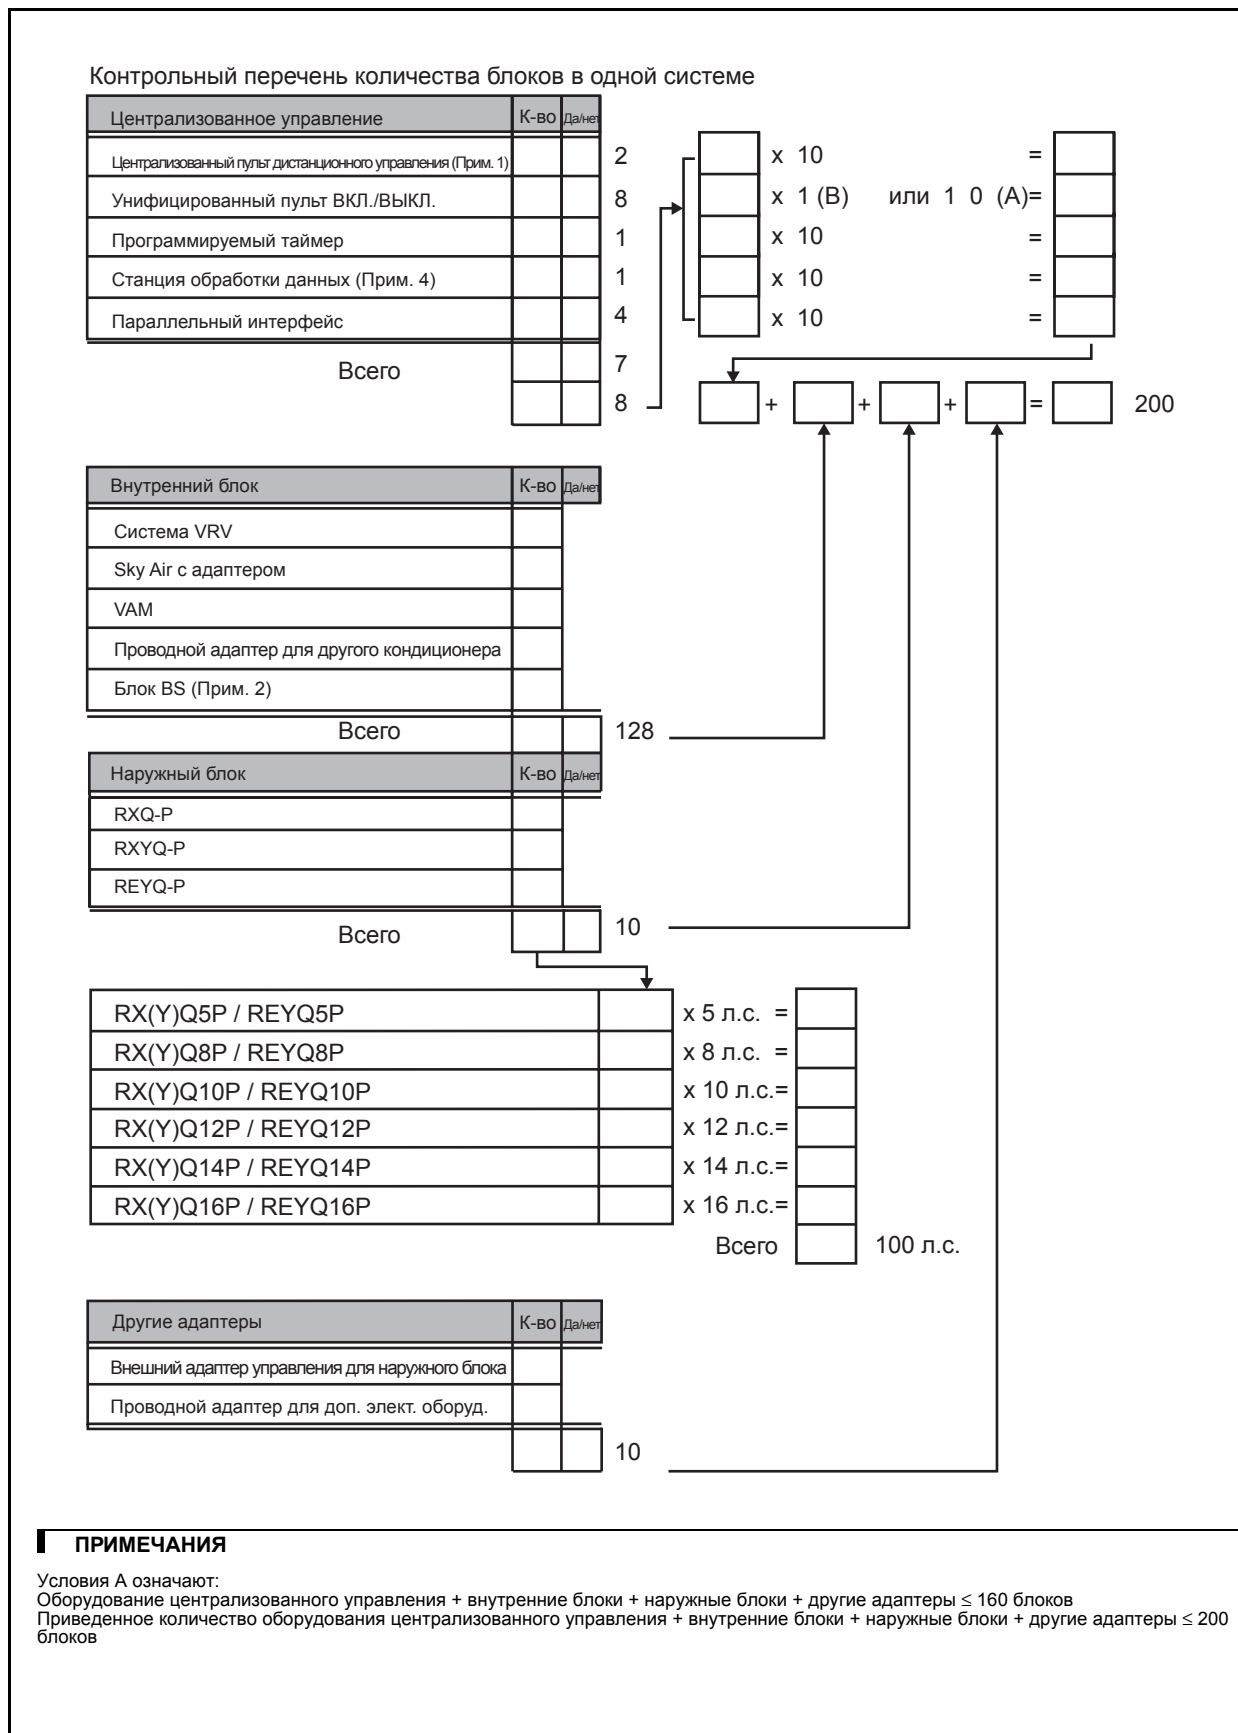 Контрольный перечень количества блоков в одной системе
Централизованное управление К-во Да/нет
Централизованный пульт дистанционного управления (Прим. 1) 2 x 10 =
Унифицированный пульт ВКЛ./ВЫКЛ. 8 x 1 (B) или 1 0 (A)=
Программируемый таймер 1 x 10 =
Станция обработки данных (Прим. 4) 1 x 10 =
Параллельный интерфейс 4 x 10 =
Всего 7
8 + + + = 200
Внутренний блок К-во Да/нет
Система VRV
Sky Air с адаптером
VAM
Проводной адаптер для другого кондиционера
Блок BS (Прим. 2)
Всего 128
Наружный блок К-во Да/нет
RXQ-P
RXYQ-P
REYQ-P
Всего 10
RX(Y)Q5P / REYQ5P x 5 л.с. =
RX(Y)Q8P / REYQ8P x 8 л.с. =
RX(Y)Q10P / REYQ10P x 10 л.с.=
RX(Y)Q12P / REYQ12P x 12 л.с.=
RX(Y)Q14P / REYQ14P x 14 л.с.=
RX(Y)Q16P / REYQ16P x 16 л.с.=
Всего 100 л.с.
Другие адаптеры К-во Да/нет
Внешний адаптер управления для наружного блока
Проводной адаптер для доп. элект. оборуд.
10
ПРИМЕЧАНИЯ
Условия A означают:
Оборудование централизованного управления + внутренние блоки + наружные блоки + другие адаптеры ≤ 160 блоков
Приведенное количество оборудования централизованного управления + внутренние блоки + наружные блоки + другие адаптеры ≤ 200
блоков